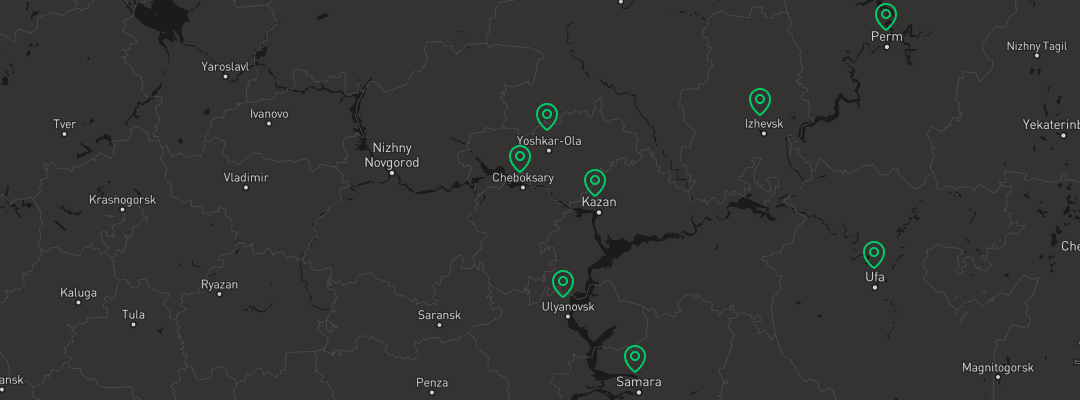 Perm
Nizhny Tagil
Yaroslavl
Ivanovo
Tver
Izhevsk
Yekaterinb
Yoshkar-Ola
Nizhny
Novgorod
Vladimir
Cheboksary
Krasnogorsk
Kazan
Che
Ufa
Kaluga
Ryazan
Ulyanovsk
Tula
Saransk
Magnitogorsk
ansk
Penza
Samara